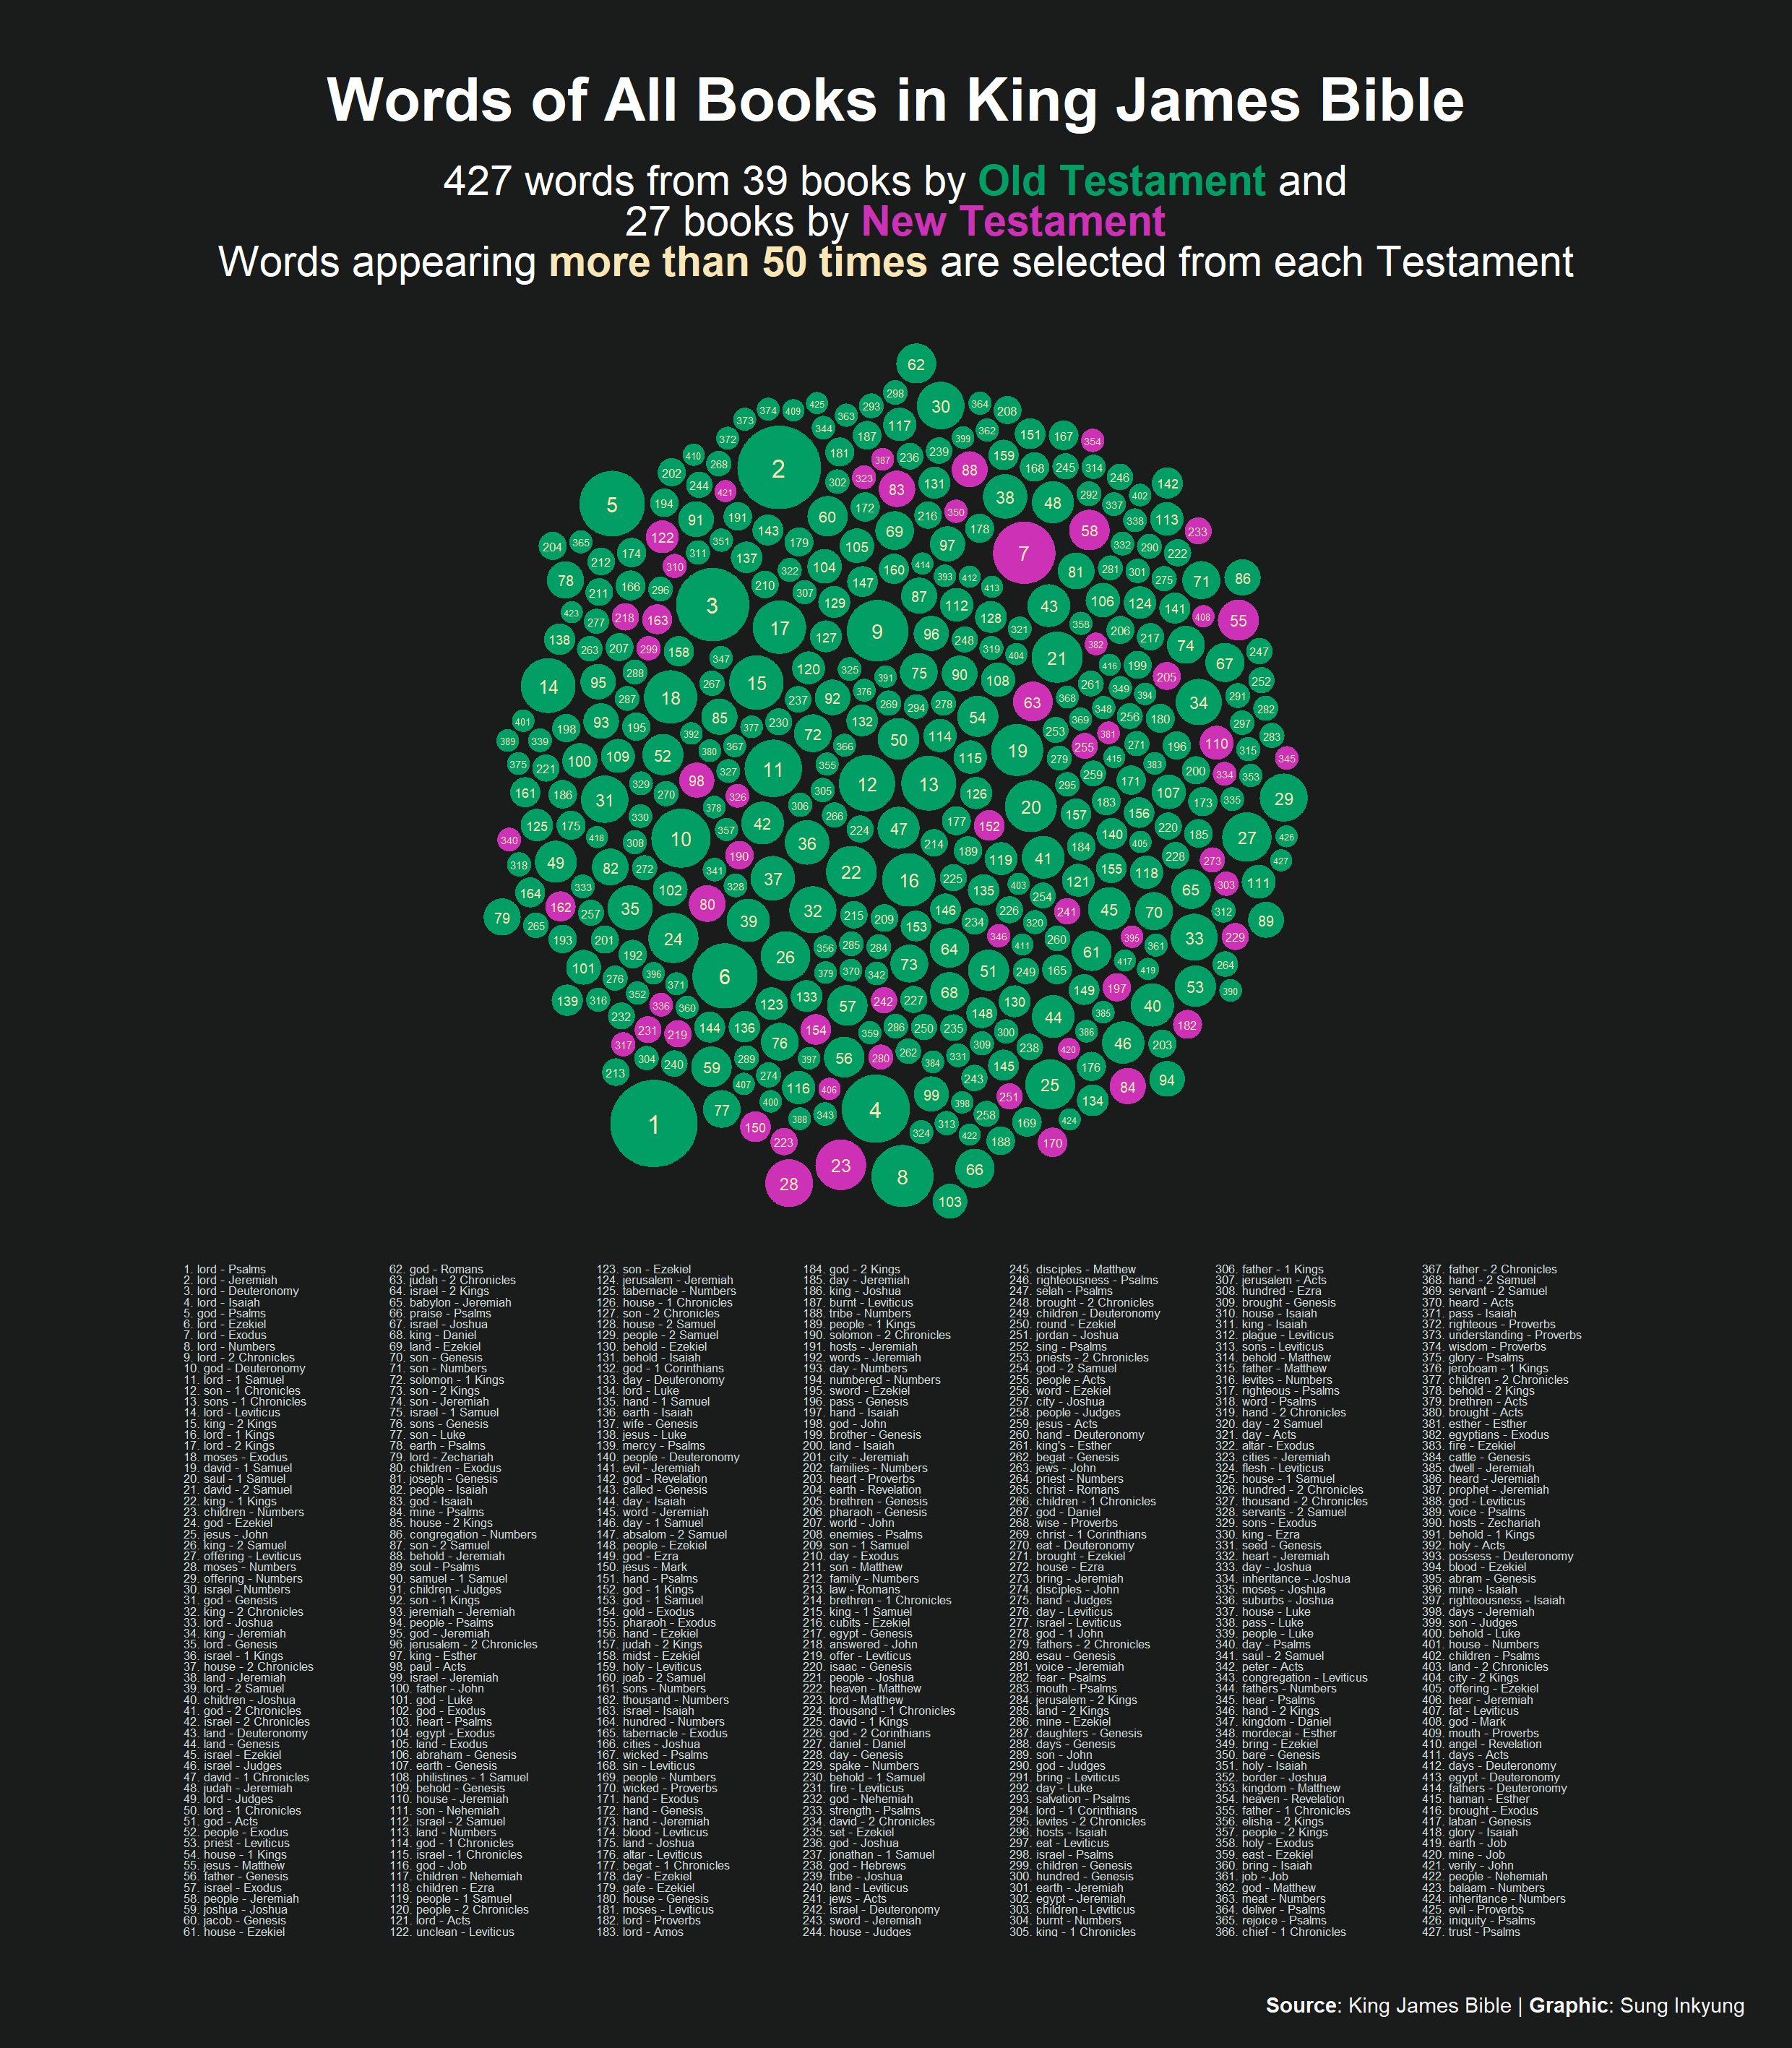 Words of All Books in King James Bible
427 words from 39 books by Old Testament and
27 books by New Testament
Words appearing more than 50 times are selected from each Testament
1. lord - Psalms
2. lord - Jeremiah
3. lord - Deuteronomy
4. lord - Isaiah
5. god - Psalms
6. lord - Ezekiel
7. lord - Exodus
8. lord - Numbers
9. lord - 2 Chronicles
10. god - Deuteronomy
11. lord - 1 Samuel
12. son - 1 Chronicles
13. sons - 1 Chronicles
14. lord - Leviticus
15. king - 2 Kings
16. lord - 1 Kings
17. lord - 2 Kings
18. moses - Exodus
19. david - 1 Samuel
20. saul - 1 Samuel
21. david - 2 Samuel
22. king - 1 Kings
23. children - Numbers
24. god - Ezekiel
25. jesus - John
26. king - 2 Samuel
27. offering - Leviticus
28. moses - Numbers
29. offering - Numbers
30. israel - Numbers
31. god - Genesis
32. king - 2 Chronicles
33. lord - Joshua
34. king - Jeremiah
35. lord - Genesis
36. israel - 1 Kings
37. house - 2 Chronicles
38. land - Jeremiah
39. lord - 2 Samuel
40. children - Joshua
41. god - 2 Chronicles
42. israel - 2 Chronicles
43. land - Deuteronomy
44. land - Genesis
45. israel - Ezekiel
46. israel - Judges
47. david - 1 Chronicles
48. judah - Jeremiah
49. lord - Judges
50. lord - 1 Chronicles
51. god - Acts
52. people - Exodus
53. priest - Leviticus
54. house - 1 Kings
55. jesus - Matthew
56. father - Genesis
57. israel - Exodus
58. people - Jeremiah
59. joshua - Joshua
60. jacob - Genesis
61. house - Ezekiel
62. god - Romans
63. judah - 2 Chronicles
64. israel - 2 Kings
65. babylon - Jeremiah
66. praise - Psalms
67. israel - Joshua
68. king - Daniel
69. land - Ezekiel
70. son - Genesis
71. son - Numbers
72. solomon - 1 Kings
73. son - 2 Kings
74. son - Jeremiah
75. israel - 1 Samuel
76. sons - Genesis
77. son - Luke
78. earth - Psalms
79. lord - Zechariah
80. children - Exodus
81. joseph - Genesis
82. people - Isaiah
83. god - Isaiah
84. mine - Psalms
85. house - 2 Kings
86. congregation - Numbers
87. son - 2 Samuel
88. behold - Jeremiah
89. soul - Psalms
90. samuel - 1 Samuel
91. children - Judges
92. son - 1 Kings
93. jeremiah - Jeremiah
94. people - Psalms
95. god - Jeremiah
96. jerusalem - 2 Chronicles
97. king - Esther
98. paul - Acts
99. israel - Jeremiah
100. father - John
101. god - Luke
102. god - Exodus
103. heart - Psalms
104. egypt - Exodus
105. land - Exodus
106. abraham - Genesis
107. earth - Genesis
108. philistines - 1 Samuel
109. behold - Genesis
110. house - Jeremiah
111. son - Nehemiah
112. israel - 2 Samuel
113. land - Numbers
114. god - 1 Chronicles
115. israel - 1 Chronicles
116. god - Job
117. children - Nehemiah
118. children - Ezra
119. people - 1 Samuel
120. people - 2 Chronicles
121. lord - Acts
122. unclean - Leviticus
123. son - Ezekiel
124. jerusalem - Jeremiah
125. tabernacle - Numbers
126. house - 1 Chronicles
127. son - 2 Chronicles
128. house - 2 Samuel
129. people - 2 Samuel
130. behold - Ezekiel
131. behold - Isaiah
132. god - 1 Corinthians
133. day - Deuteronomy
134. lord - Luke
135. hand - 1 Samuel
136. earth - Isaiah
137. wife - Genesis
138. jesus - Luke
139. mercy - Psalms
140. people - Deuteronomy
141. evil - Jeremiah
142. god - Revelation
143. called - Genesis
144. day - Isaiah
145. word - Jeremiah
146. day - 1 Samuel
147. absalom - 2 Samuel
148. people - Ezekiel
149. god - Ezra
150. jesus - Mark
151. hand - Psalms
152. god - 1 Kings
153. god - 1 Samuel
154. gold - Exodus
155. pharaoh - Exodus
156. hand - Ezekiel
157. judah - 2 Kings
158. midst - Ezekiel
159. holy - Leviticus
160. joab - 2 Samuel
161. sons - Numbers
162. thousand - Numbers
163. israel - Isaiah
164. hundred - Numbers
165. tabernacle - Exodus
166. cities - Joshua
167. wicked - Psalms
168. sin - Leviticus
169. people - Numbers
170. wicked - Proverbs
171. hand - Exodus
172. hand - Genesis
173. hand - Jeremiah
174. blood - Leviticus
175. land - Joshua
176. altar - Leviticus
177. begat - 1 Chronicles
178. day - Ezekiel
179. gate - Ezekiel
180. house - Genesis
181. moses - Leviticus
182. lord - Proverbs
183. lord - Amos
184. god - 2 Kings
185. day - Jeremiah
186. king - Joshua
187. burnt - Leviticus
188. tribe - Numbers
189. people - 1 Kings
190. solomon - 2 Chronicles
191. hosts - Jeremiah
192. words - Jeremiah
193. day - Numbers
194. numbered - Numbers
195. sword - Ezekiel
196. pass - Genesis
197. hand - Isaiah
198. god - John
199. brother - Genesis
200. land - Isaiah
201. city - Jeremiah
202. families - Numbers
203. heart - Proverbs
204. earth - Revelation
205. brethren - Genesis
206. pharaoh - Genesis
207. world - John
208. enemies - Psalms
209. son - 1 Samuel
210. day - Exodus
211. son - Matthew
212. family - Numbers
213. law - Romans
214. brethren - 1 Chronicles
215. king - 1 Samuel
216. cubits - Ezekiel
217. egypt - Genesis
218. answered - John
219. offer - Leviticus
220. isaac - Genesis
221. people - Joshua
222. heaven - Matthew
223. lord - Matthew
224. thousand - 1 Chronicles
225. david - 1 Kings
226. god - 2 Corinthians
227. daniel - Daniel
228. day - Genesis
229. spake - Numbers
230. behold - 1 Samuel
231. fire - Leviticus
232. god - Nehemiah
233. strength - Psalms
234. david - 2 Chronicles
235. set - Ezekiel
236. god - Joshua
237. jonathan - 1 Samuel
238. god - Hebrews
239. tribe - Joshua
240. land - Leviticus
241. jews - Acts
242. israel - Deuteronomy
243. sword - Jeremiah
244. house - Judges
245. disciples - Matthew
246. righteousness - Psalms
247. selah - Psalms
248. brought - 2 Chronicles
249. children - Deuteronomy
250. round - Ezekiel
251. jordan - Joshua
252. sing - Psalms
253. priests - 2 Chronicles
254. god - 2 Samuel
255. people - Acts
256. word - Ezekiel
257. city - Joshua
258. people - Judges
259. jesus - Acts
260. hand - Deuteronomy
261. king's - Esther
262. begat - Genesis
263. jews - John
264. priest - Numbers
265. christ - Romans
266. children - 1 Chronicles
267. god - Daniel
268. wise - Proverbs
269. christ - 1 Corinthians
270. eat - Deuteronomy
271. brought - Ezekiel
272. house - Ezra
273. bring - Jeremiah
274. disciples - John
275. hand - Judges
276. day - Leviticus
277. israel - Leviticus
278. god - 1 John
279. fathers - 2 Chronicles
280. esau - Genesis
281. voice - Jeremiah
282. fear - Psalms
283. mouth - Psalms
284. jerusalem - 2 Kings
285. land - 2 Kings
286. mine - Ezekiel
287. daughters - Genesis
288. days - Genesis
289. son - John
290. god - Judges
291. bring - Leviticus
292. day - Luke
293. salvation - Psalms
294. lord - 1 Corinthians
295. levites - 2 Chronicles
296. hosts - Isaiah
297. eat - Leviticus
298. israel - Psalms
299. children - Genesis
300. hundred - Genesis
301. earth - Jeremiah
302. egypt - Jeremiah
303. children - Leviticus
304. burnt - Numbers
305. king - 1 Chronicles
306. father - 1 Kings
307. jerusalem - Acts
308. hundred - Ezra
309. brought - Genesis
310. house - Isaiah
311. king - Isaiah
312. plague - Leviticus
313. sons - Leviticus
314. behold - Matthew
315. father - Matthew
316. levites - Numbers
317. righteous - Psalms
318. word - Psalms
319. hand - 2 Chronicles
320. day - 2 Samuel
321. day - Acts
322. altar - Exodus
323. cities - Jeremiah
324. flesh - Leviticus
325. house - 1 Samuel
326. hundred - 2 Chronicles
327. thousand - 2 Chronicles
328. servants - 2 Samuel
329. sons - Exodus
330. king - Ezra
331. seed - Genesis
332. heart - Jeremiah
333. day - Joshua
334. inheritance - Joshua
335. moses - Joshua
336. suburbs - Joshua
337. house - Luke
338. pass - Luke
339. people - Luke
340. day - Psalms
341. saul - 2 Samuel
342. peter - Acts
343. congregation - Leviticus
344. fathers - Numbers
345. hear - Psalms
346. hand - 2 Kings
347. kingdom - Daniel
348. mordecai - Esther
349. bring - Ezekiel
350. bare - Genesis
351. holy - Isaiah
352. border - Joshua
353. kingdom - Matthew
354. heaven - Revelation
355. father - 1 Chronicles
356. elisha - 2 Kings
357. people - 2 Kings
358. holy - Exodus
359. east - Ezekiel
360. bring - Isaiah
361. job - Job
362. god - Matthew
363. meat - Numbers
364. deliver - Psalms
365. rejoice - Psalms
366. chief - 1 Chronicles
367. father - 2 Chronicles
368. hand - 2 Samuel
369. servant - 2 Samuel
370. heard - Acts
371. pass - Isaiah
372. righteous - Proverbs
373. understanding - Proverbs
374. wisdom - Proverbs
375. glory - Psalms
376. jeroboam - 1 Kings
377. children - 2 Chronicles
378. behold - 2 Kings
379. brethren - Acts
380. brought - Acts
381. esther - Esther
382. egyptians - Exodus
383. fire - Ezekiel
384. cattle - Genesis
385. dwell - Jeremiah
386. heard - Jeremiah
387. prophet - Jeremiah
388. god - Leviticus
389. voice - Psalms
390. hosts - Zechariah
391. behold - 1 Kings
392. holy - Acts
393. possess - Deuteronomy
394. blood - Ezekiel
395. abram - Genesis
396. mine - Isaiah
397. righteousness - Isaiah
398. days - Jeremiah
399. son - Judges
400. behold - Luke
401. house - Numbers
402. children - Psalms
403. land - 2 Chronicles
404. city - 2 Kings
405. offering - Ezekiel
406. hear - Jeremiah
407. fat - Leviticus
408. god - Mark
409. mouth - Proverbs
410. angel - Revelation
411. days - Acts
412. days - Deuteronomy
413. egypt - Deuteronomy
414. fathers - Deuteronomy
415. haman - Esther
416. brought - Exodus
417. laban - Genesis
418. glory - Isaiah
419. earth - Job
420. mine - Job
421. verily - John
422. people - Nehemiah
423. balaam - Numbers
424. inheritance - Numbers
425. evil - Proverbs
426. iniquity - Psalms
427. trust - Psalms
Source: King James Bible | Graphic: Sung Inkyung